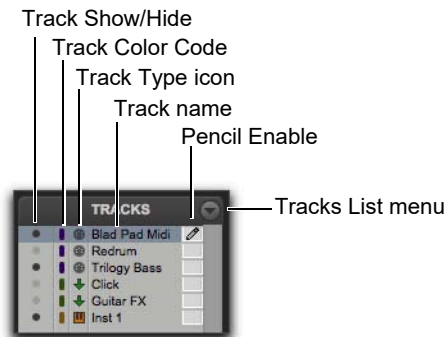 Track Show/Hide
Track Color Code
Track Type icon
Track name
Pencil Enable
Tracks List menu
TRACKS
Blad Pad Midi
Redrum
Trilogy Bass
Click
Guitar FX
Inst 1